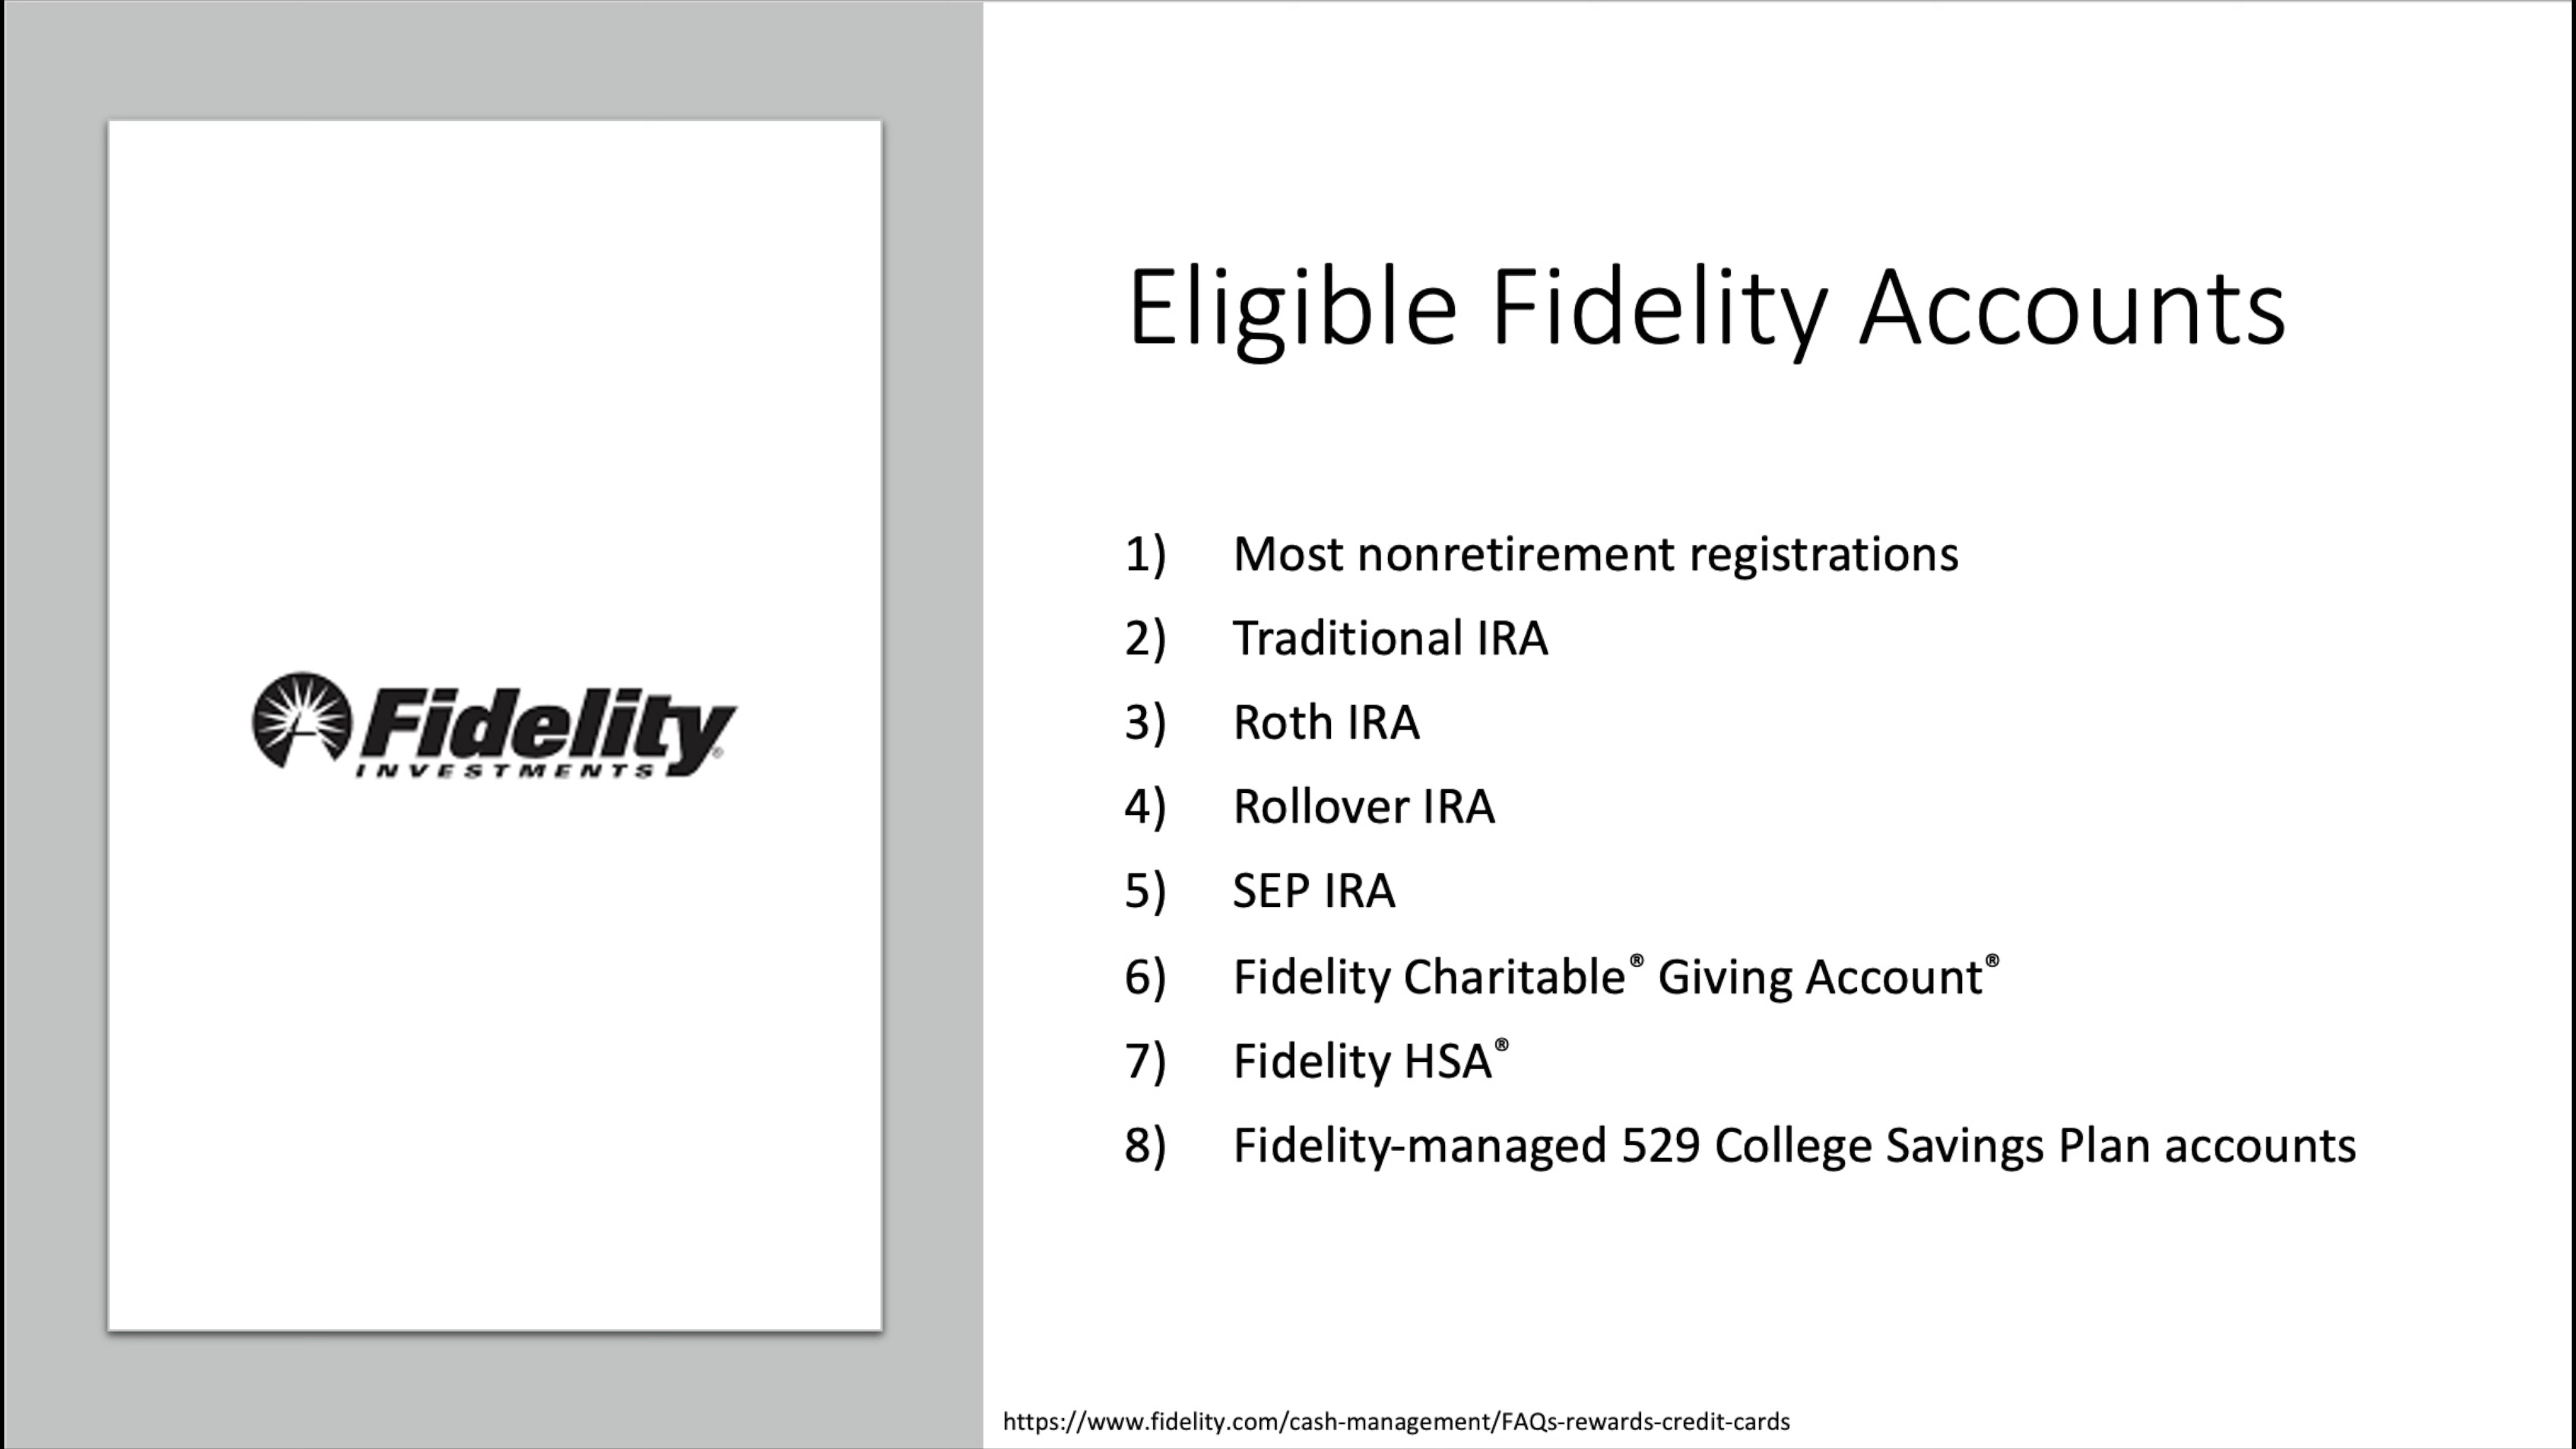 Fidelity®
INVESTMENTS
Eligible Fidelity Accounts
1) Most nonretirement registrations
2) Traditional IRA
3) Roth IRA
4) Rollover IRA
5) SEP IRA
6) Fidelity Charitable® Giving Account®
7) Fidelity HSA®
8) Fidelity-managed 529 College Savings Plan accounts
https://www.fidelity.com/cash-management/FAQs-rewards-credit-cards